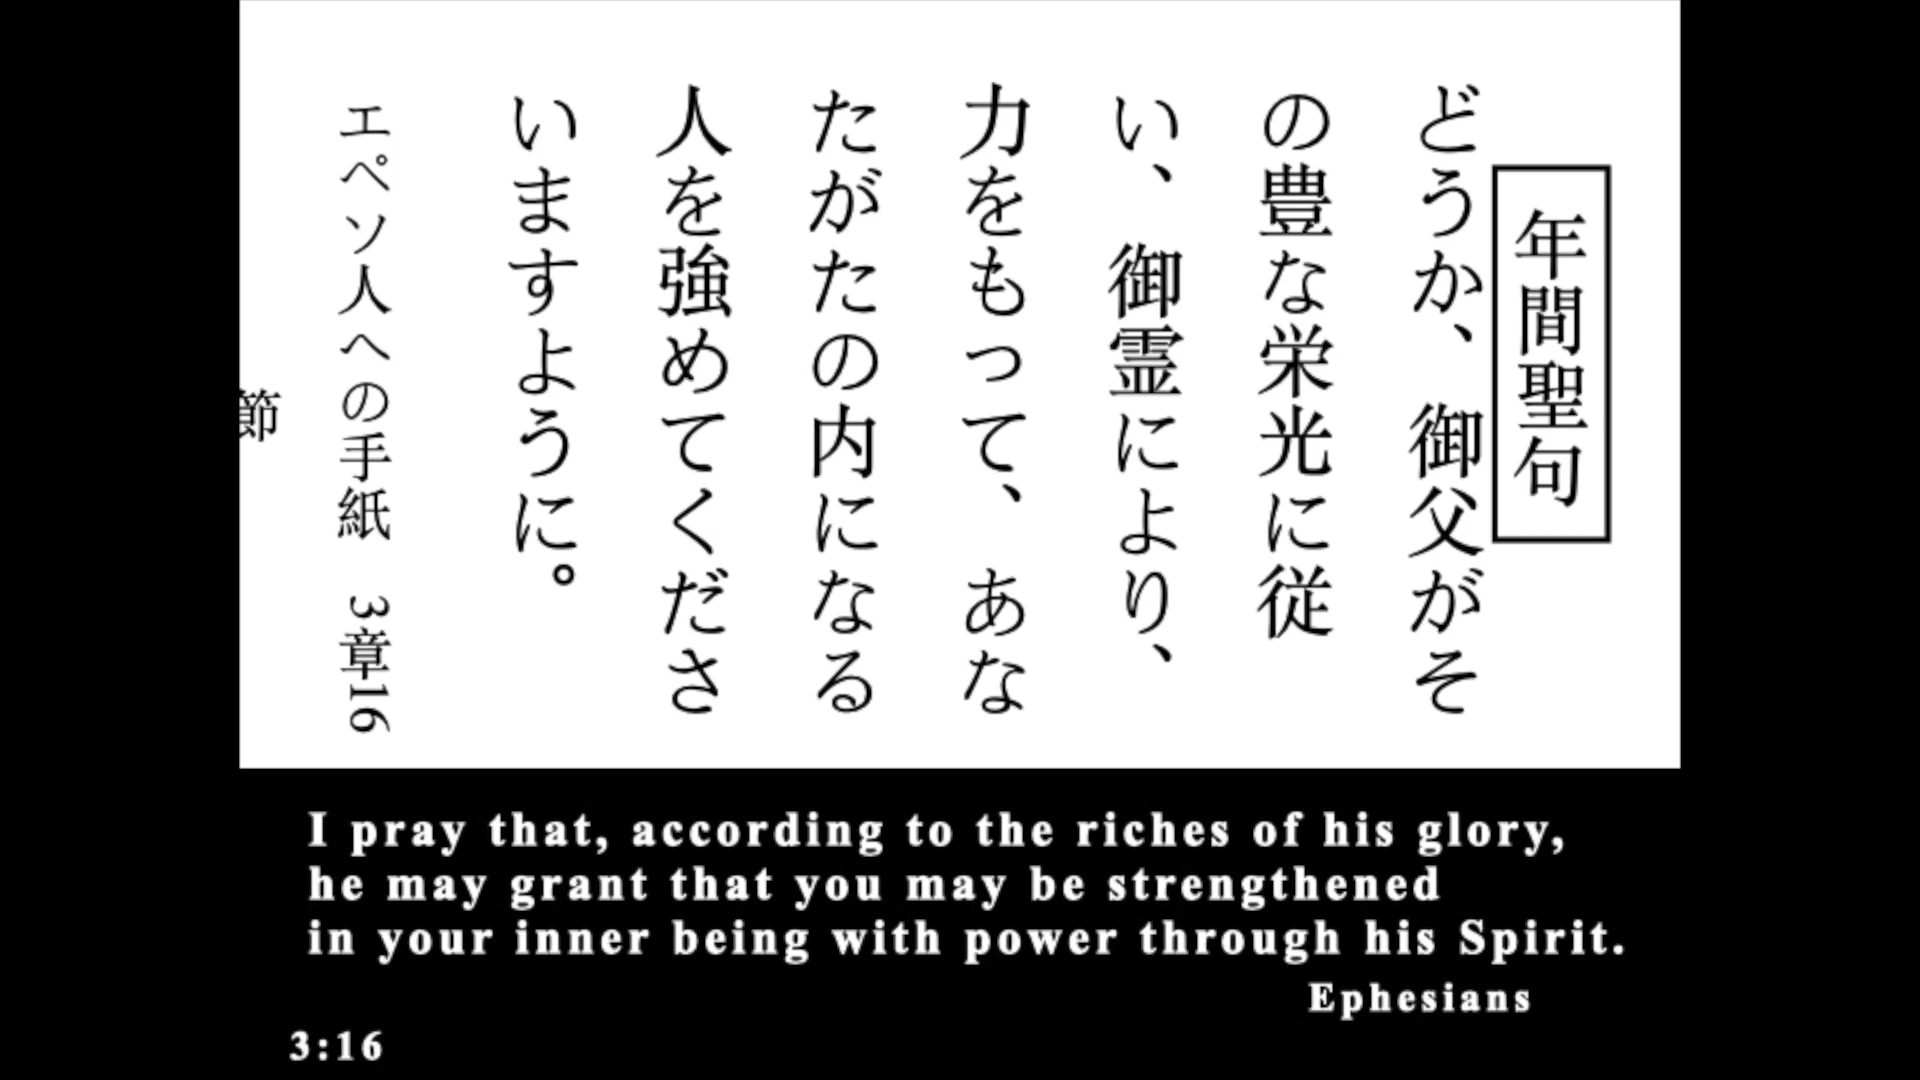 年間聖句
どうか、御父がそ
の豊な栄光に従
い、御霊により、
力をもって、あな
たがたの内になる
人を強めてくださ
いますように。
エペソ人への手紙　3章16
節
I pray that, according to the riches of his glory,
he may grant that you may be strengthened
in your inner being with power through his Spirit.
Ephesians
3:16